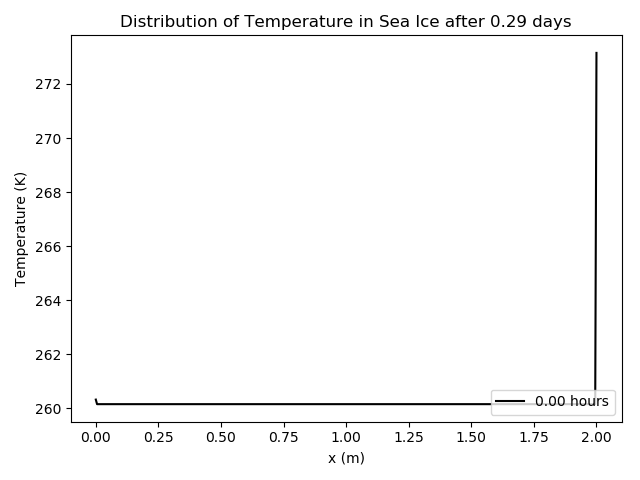 Distribution of Temperature in Sea Ice after 0.29 days
272
270
268
266
264
262
260
Temperature (K)
0.00 hours
0.00 0.25 0.50 0.75 1.00 1.25 1.50 1.75 2.00
x (m)